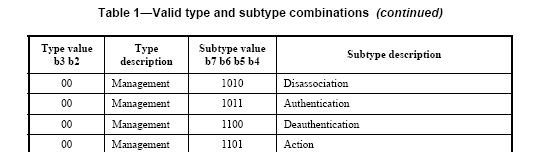 Table 1—Valid type and subtype combinations (continued)
Type value b3 b2 Type description Subtype value b7 b6 b5 b4 Subtype description
00 Management 1010 Disassociation
00 Management 1011 Authentication
00 Management 1100 Deauthentication
00 Management 1101 Action